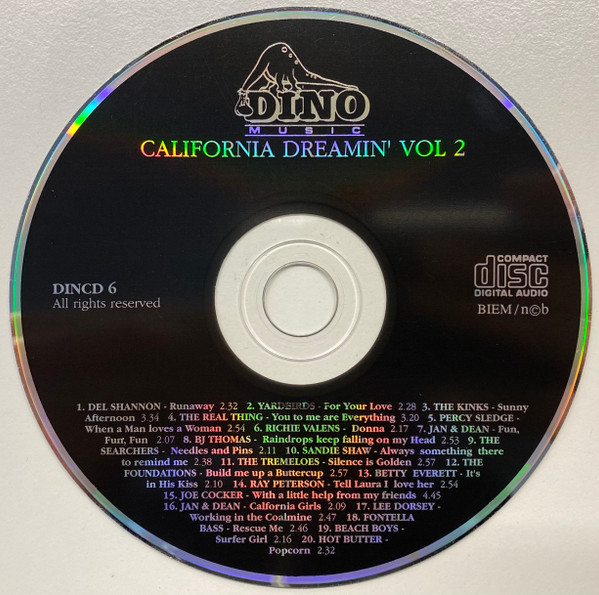 DINO
MUSIC
CALIFORNIA DREAMIN' VOL 2
DINCD 6
All rights reserved
COMPACT
disc
DIGITAL AUDIO
BIEM/n©b
1. DEL SHANNON - Runaway 2.32 2. YARDBIRDS - For Your Love 2.28 3. THE KINKS - Sunny
Afternoon 3.34 4. THE REAL THING - You to me are Everything 3.20 5. PERCY SLEDGE -
When a Man loves a Woman 2.54 6. RICHIE VALENS - Donna 2.17 7. JAN & DEAN - Fun,
Fun, Fun 2.07 8. BJ THOMAS - Raindrops keep falling on my Head 2.53 9. THE
SEARCHERS - Needles and Pins 2.11 10. SANDIE SHAW - Always something there
to remind me 2.38 11. THE TREMELOES - Silence is Golden 2.57 12. THE
FOUNDATIONS - Build me up a Buttercup 2.57 13. BETTY EVERETT - It's
in His Kiss 2.10 14. RAY PETERSON - Tell Laura I love her 2.54
15. JOE COCKER - With a little help from my friends 4.45
16. JAN & DEAN - Calfornia Girls 2.09 17. LEE DORSEY -
Working in the Coalmine 2.47 18. FONTELLA
BASS - Rescue Me 2.46 19. BEACH BOYS -
Surfer Girl 2.16 20. HOT BUTTER -
Popcorn 2.32